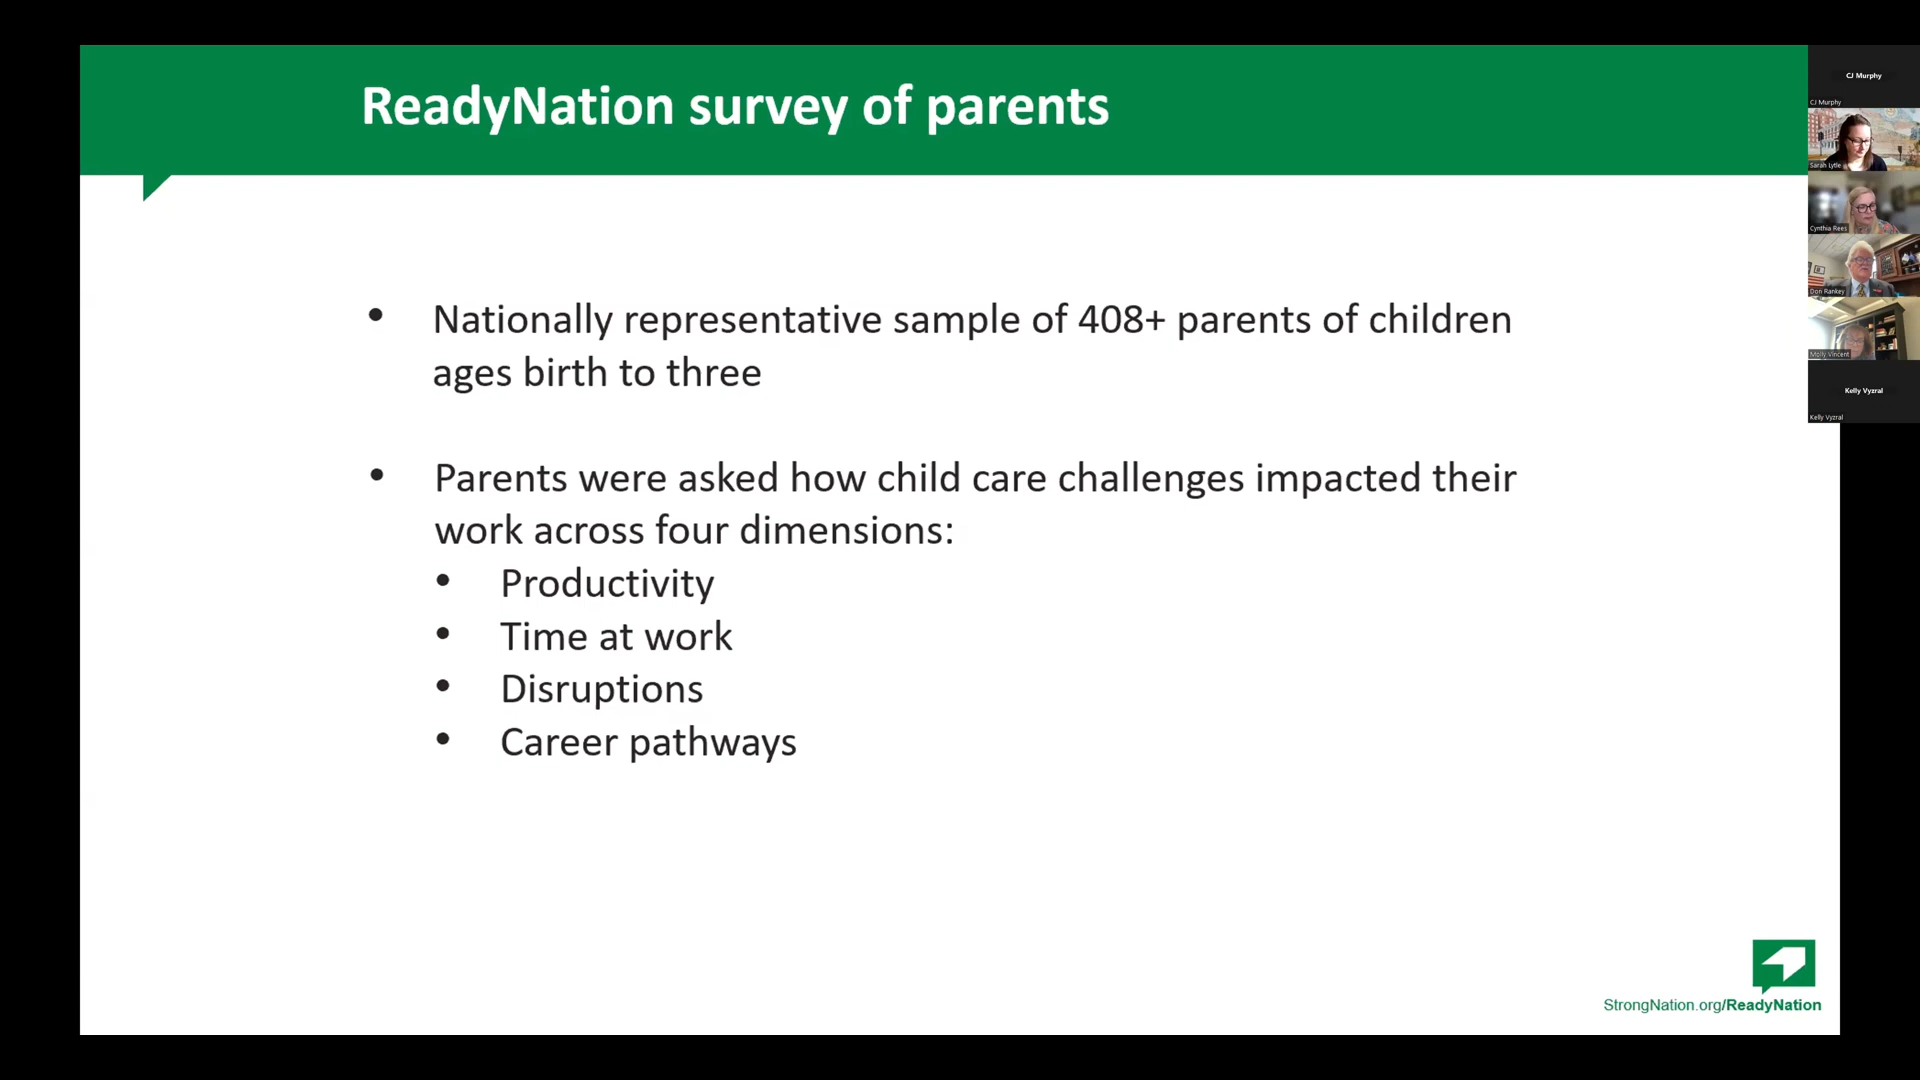 ReadyNation survey of parents
• Nationally representative sample of 408+ parents of children
ages birth to three
• Parents were asked how child care challenges impacted their
work across four dimensions:
• Productivity
• Time at work
• Disruptions
• Career pathways
StrongNation.org/ReadyNation
CJ Murphy
CJ Murphy
Sarah Lytle
Cynthia Rees
Don Rankey
Molly Vincent
Kelly Vyzral
Kelly Vyzral